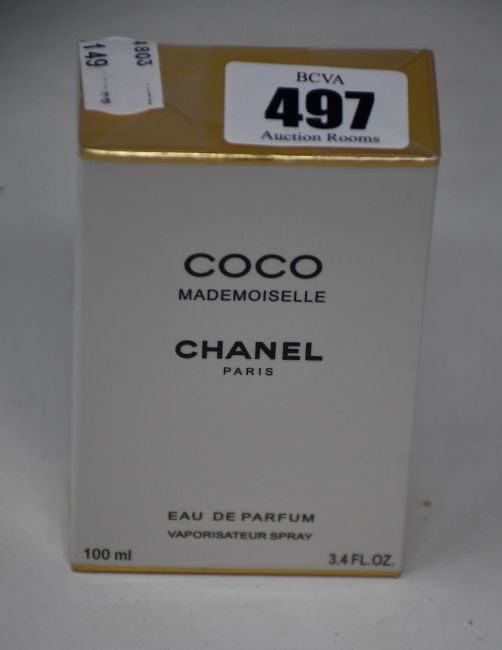 4803
149
BCVA
497
Auction Rooms
COCO
MADEMOISELLE
CHANEL
PARIS
EAU DE PARFUM
VAPORISATEUR SPRAY
100 ml
3.4 FL.OZ.